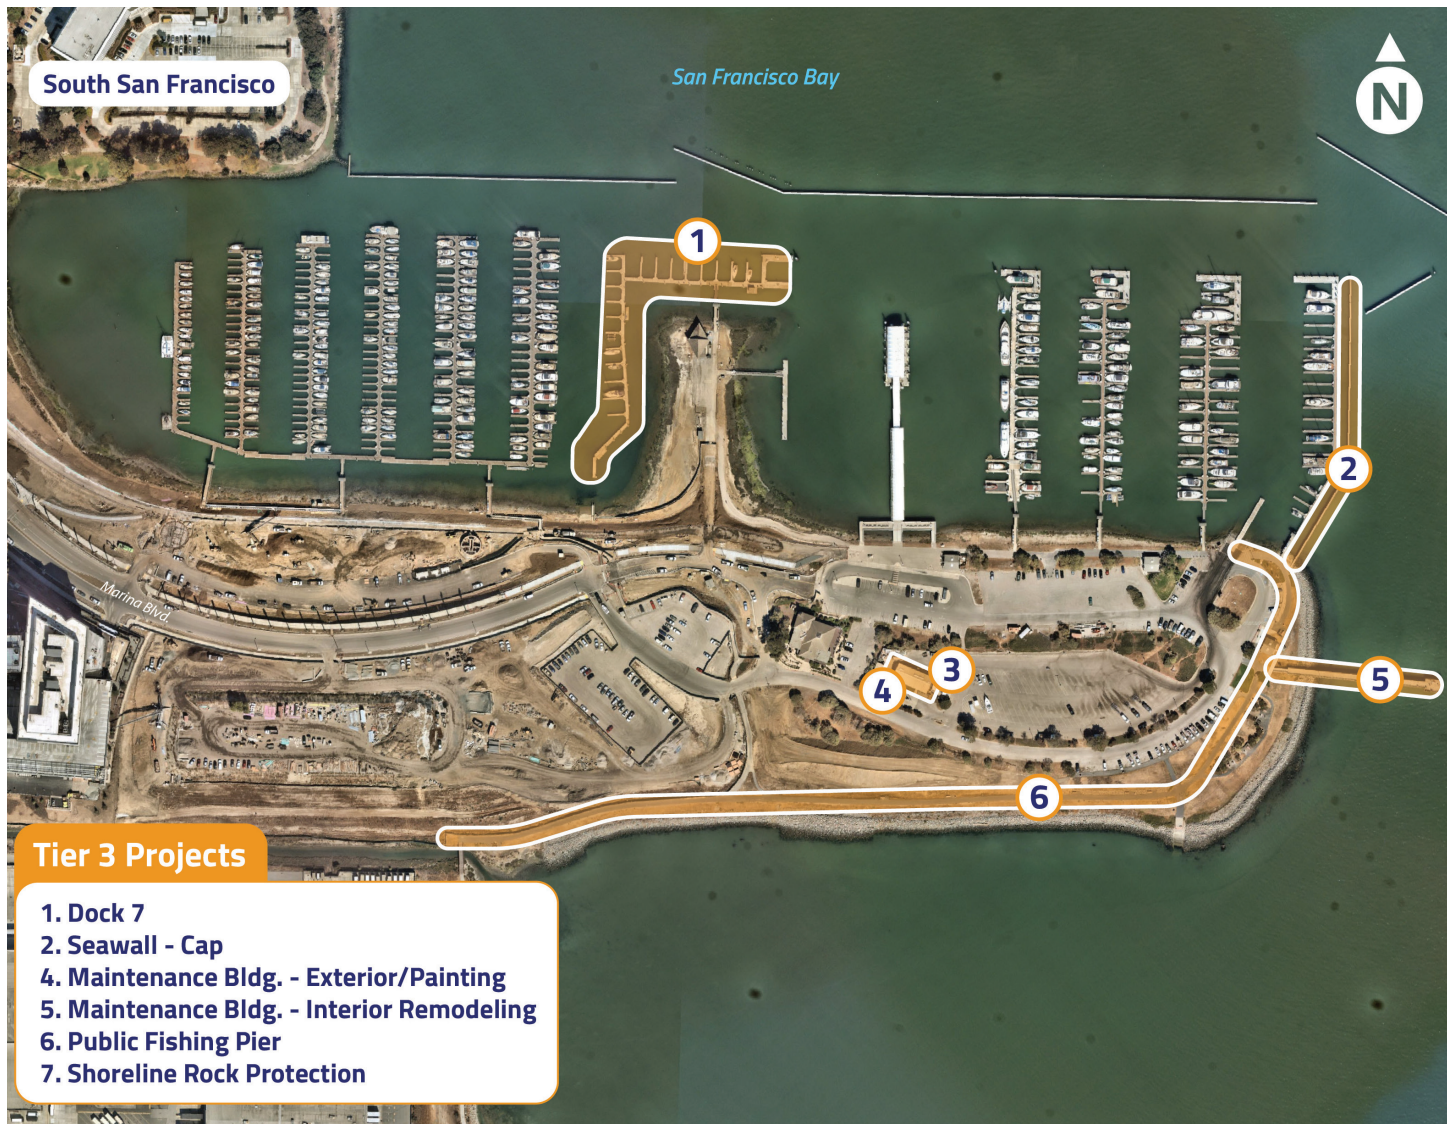 South San Francisco
San Francisco Bay
N
1
2
Marina Blvd.
3
4
5
6
Tier 3 Projects
1. Dock 7
2. Seawall - Cap
4. Maintenance Bldg. - Exterior/Painting
5. Maintenance Bldg. - Interior Remodeling
6. Public Fishing Pier
7. Shoreline Rock Protection